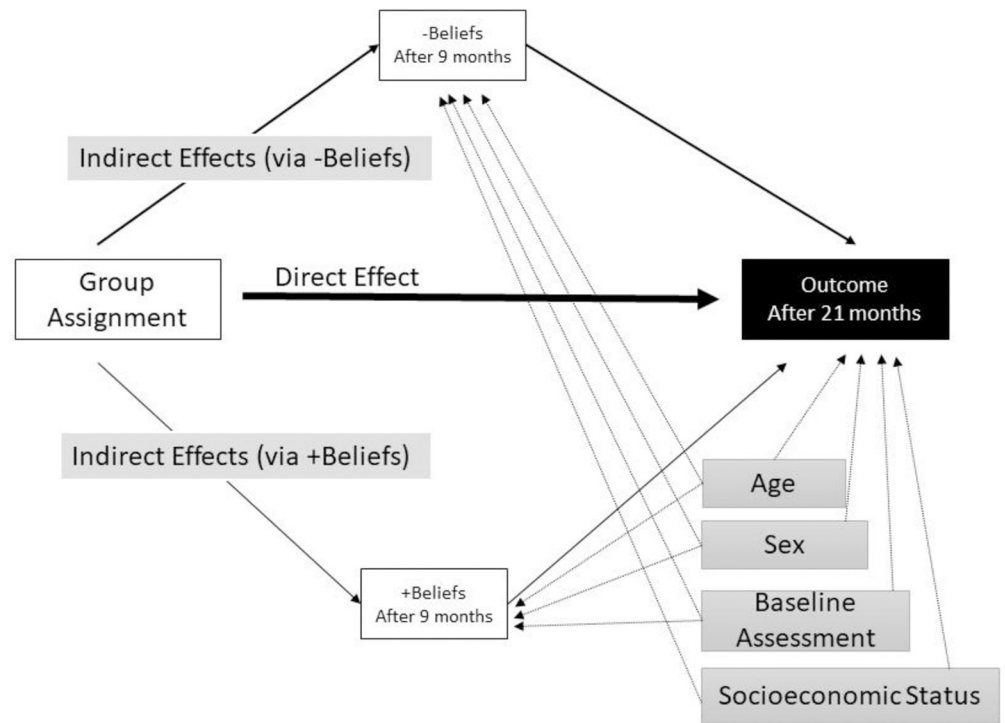 -Beliefs
After 9 months
Indirect Effects (via -Beliefs)
Group
Assignment
Direct Effect
Outcome
After 21 months
Indirect Effects (via +Beliefs)
Age
Sex
+Beliefs
After 9 months
Baseline
Assessment
Socioeconomic Status